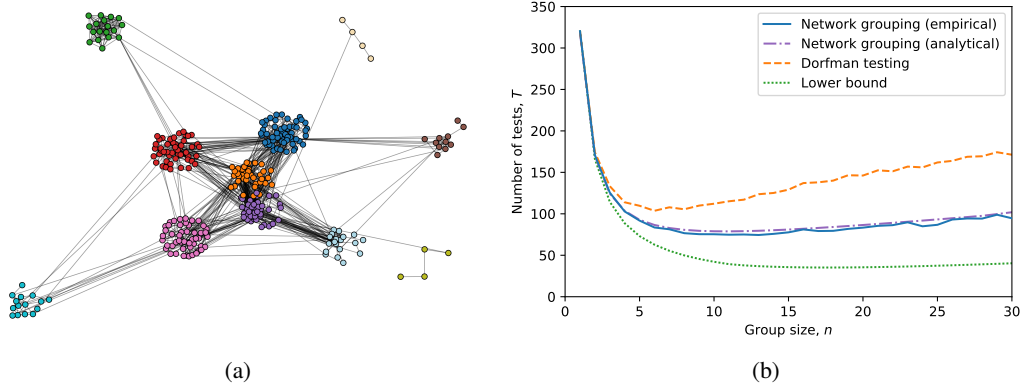 350
300
250
200
150
100
50
0
0 5 10 15 20 25 30
Number of tests, T
Group size, n
Network grouping (empirical)
Network grouping (analytical)
Dorfman testing
Lower bound
(a)
(b)